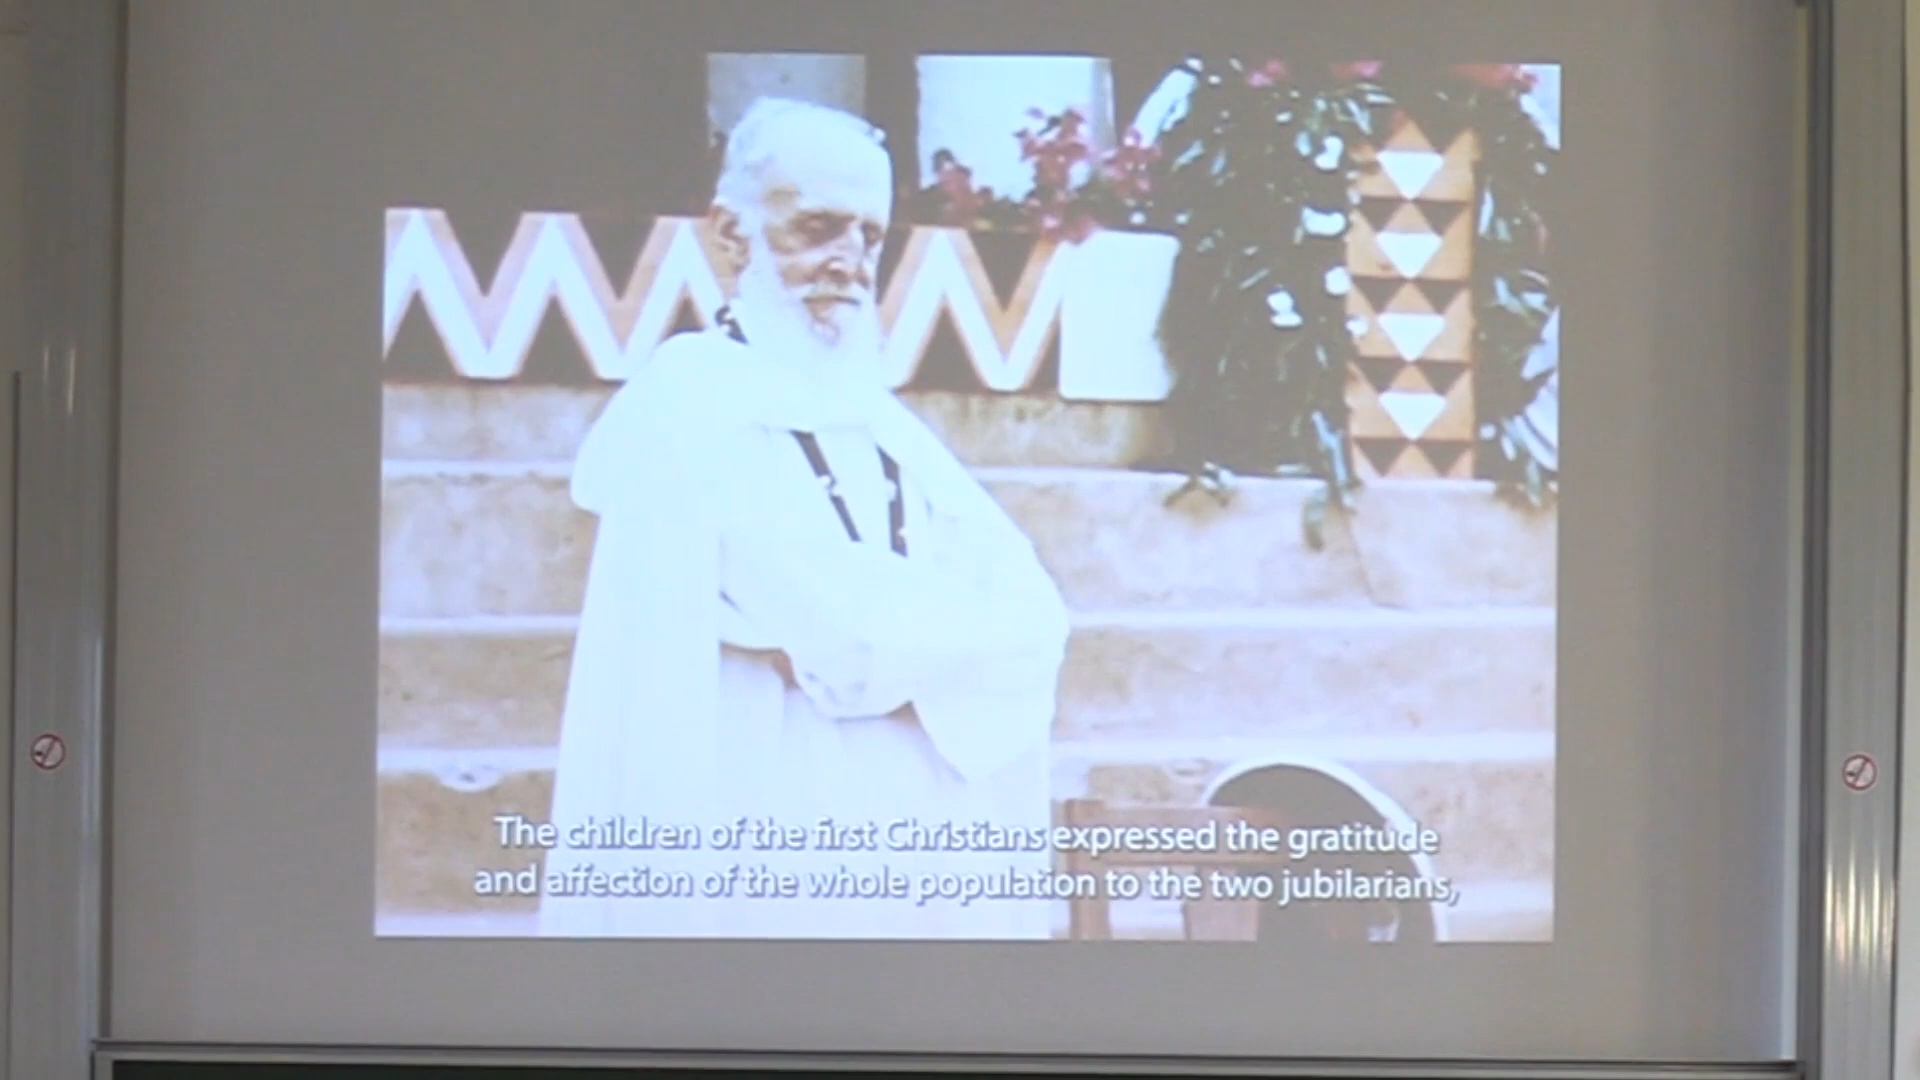 The children of the first Christians expressed the gratitude
and affection of the whole population to the two jubilarians,